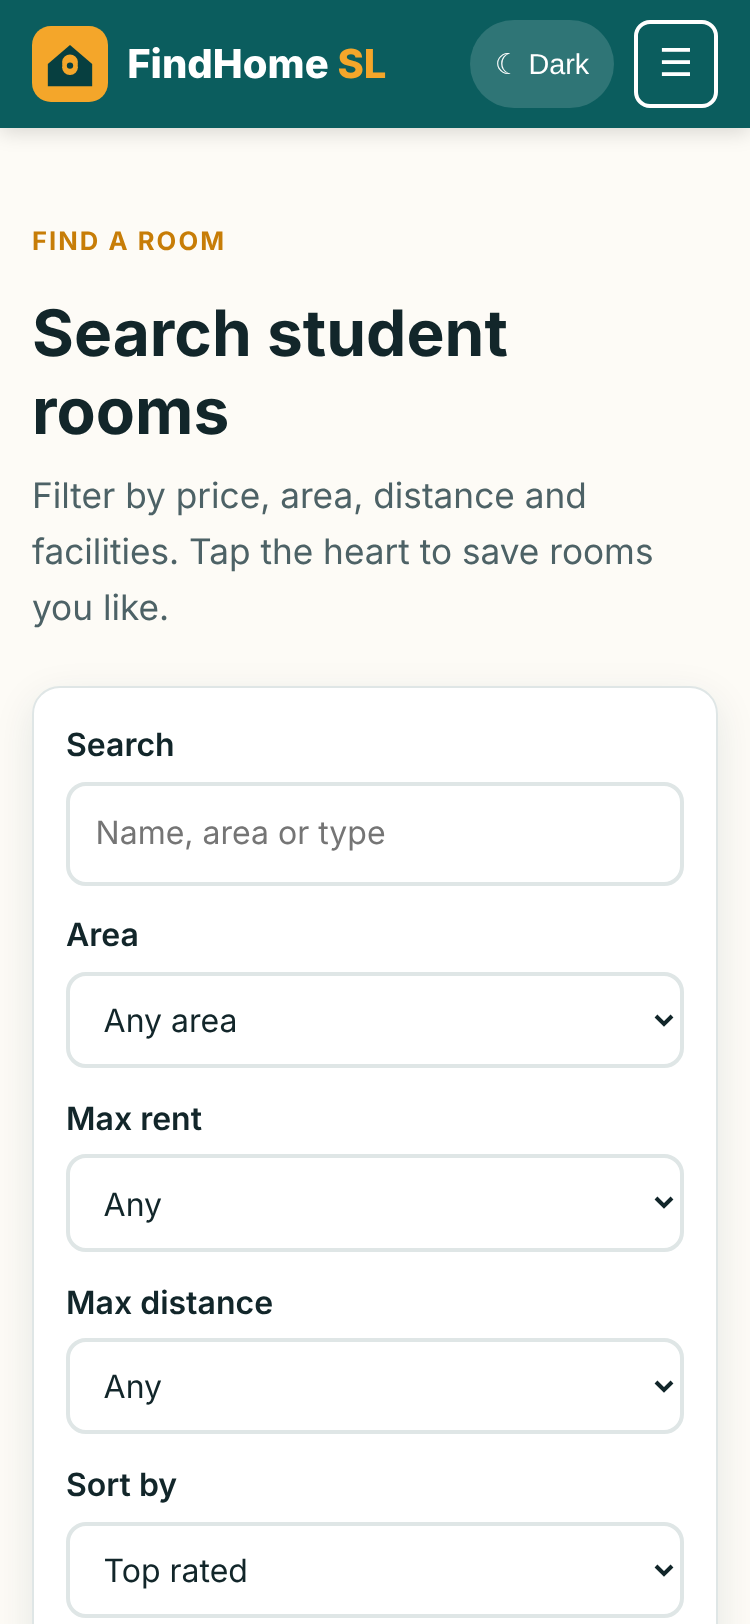 FindHome SL
☾ Dark
☰
FIND A ROOM
Search student
rooms
Filter by price, area, distance and
facilities. Tap the heart to save rooms
you like.
Search
Name, area or type
Area
Any area
Max rent
Any
Max distance
Any
Sort by
Top rated